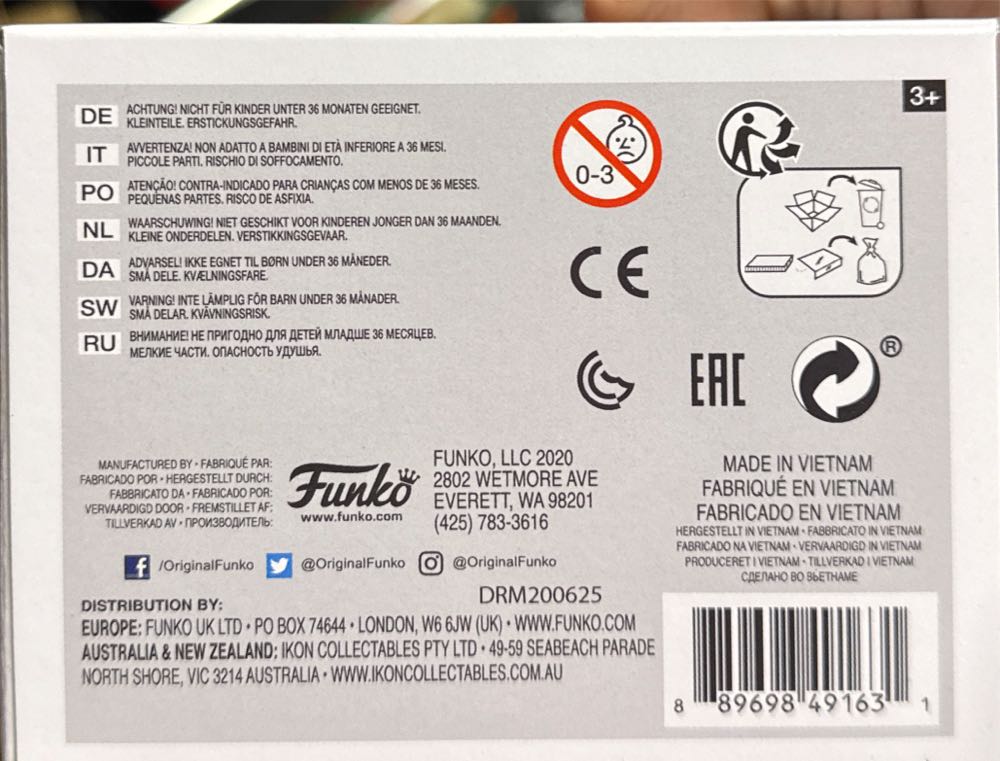 3+
DE ACHTUNG! NICHT FÜR KINDER UNTER 36 MONATEN GEEIGNET.
KLEINTEILE. ERSTICKUNGSGEFAHR.
IT AVVERTENZA! NON ADATTO A BAMBINI DI ETÀ INFERIORE A 36 MESI.
PICCOLE PARTI. RISCHIO DI SOFFOCAMENTO.
PO ATENÇÃO! CONTRA-INDICADO PARA CRIANÇAS COM MENOS DE 36 MESES.
PEQUENAS PARTES. RISCO DE ASFIXIA.
NL WAARSCHUWING! NIET GESCHIKT VOOR KINDEREN JONGER DAN 36 MAANDEN.
KLEINE ONDERDELEN. VERSTIKKINGSGEVAAR.
DA ADVARSEL! IKKE EGNET TIL BØRN UNDER 36 MÅNEDER.
SMÅ DELE. KVÆLNINGSFARE.
SW VARNING! INTE LÄMPLIG FÖR BARN UNDER 36 MÅNADER.
SMÅ DELAR. KVÄVNINGSRISK.
RU ВНИМАНИЕ! НЕ ПРИГОДНО ДЛЯ ДЕТЕЙ МЛАДШЕ 36 МЕСЯЦЕВ.
МЕЛКИЕ ЧАСТИ. ОПАСНОСТЬ УДУШЬЯ.
0-3
CE
EAC
®
MANUFACTURED BY • FABRIQUÉ PAR:
FABRICADO POR • HERGESTELLT DURCH:
FABBRICATO DA • FABRICADO POR:
VERVAARDIGD DOOR • FREMSTILLET AF:
TILLVERKAD AV • ПРОИЗВОДИТЕЛЬ:
Funko
www.funko.com
FUNKO, LLC 2020
2802 WETMORE AVE
EVERETT, WA 98201
(425) 783-3616
MADE IN VIETNAM
FABRIQUÉ EN VIETNAM
FABRICADO EN VIETNAM
HERGESTELLT IN VIETNAM • FABBRICATO IN VIETNAM
FABRICADO NA VIETNAM • VERVAARDIGD IN VIETNAM
PRODUCERET I VIETNAM • TILLVERKAD I VIETNAM
СДЕЛАНО ВО ВЬЕТНАМЕ
f /OriginalFunko @OriginalFunko @OriginalFunko
DRM200625
DISTRIBUTION BY:
EUROPE: FUNKO UK LTD • PO BOX 74644 • LONDON, W6 6JW (UK) • WWW.FUNKO.COM
AUSTRALIA & NEW ZEALAND: IKON COLLECTABLES PTY LTD • 49-59 SEABEACH PARADE
NORTH SHORE, VIC 3214 AUSTRALIA • WWW.IKONCOLLECTABLES.COM.AU
8 89698 49163 1